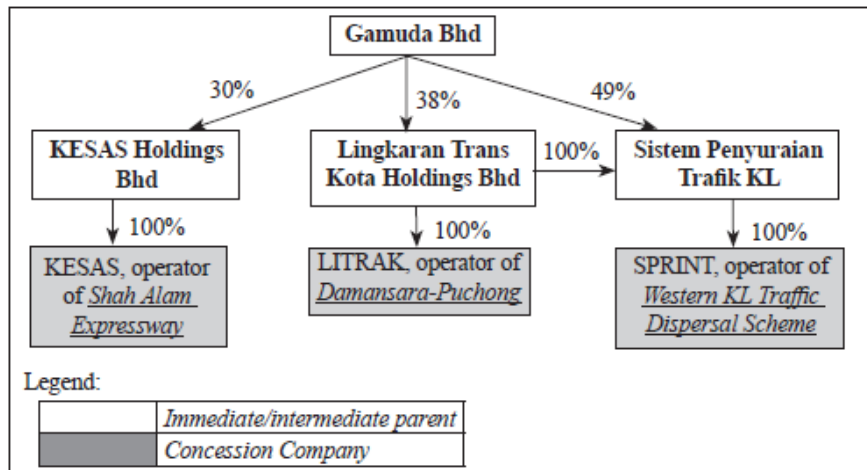 Gamuda Bhd
30%
38%
49%
KESAS Holdings
Bhd
Lingkaran Trans
Kota Holdings Bhd
100%
Sistem Penyuraian
Trafik KL
100%
100%
100%
KESAS, operator
of Shah Alam
Expressway
LITRAK, operator of
Damansara-Puchong
SPRINT, operator of
Western KL Traffic
Dispersal Scheme
Legend:
Immediate/intermediate parent
Concession Company